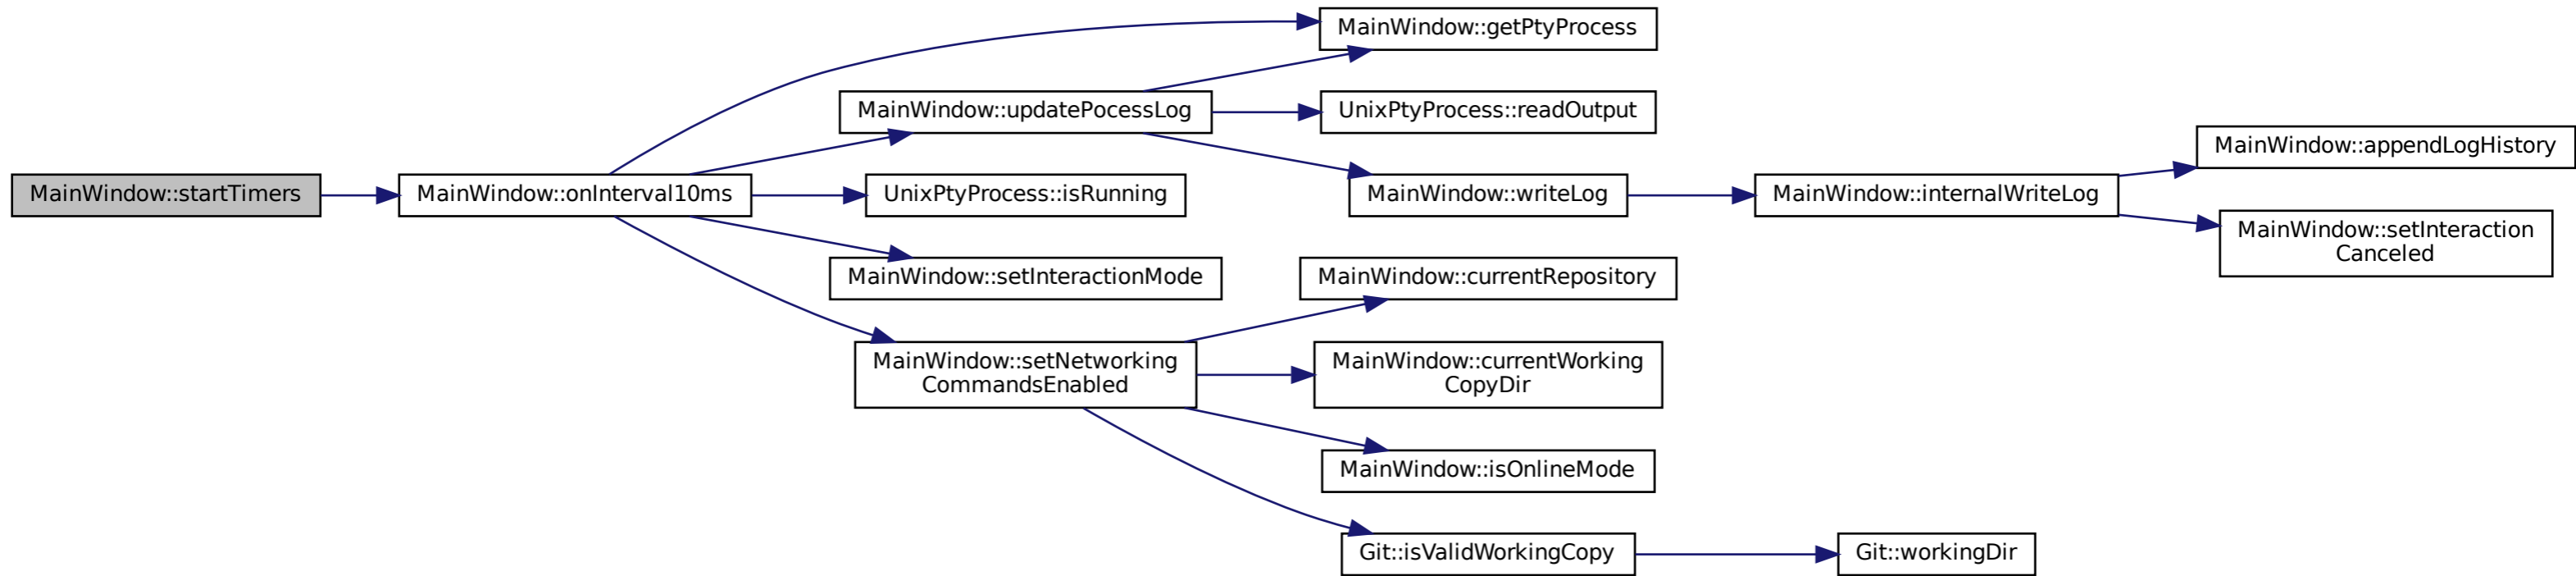 MainWindow::startTimers
MainWindow::onInterval10ms
MainWindow::getPtyProcess
MainWindow::updatePocessLog
UnixPtyProcess::readOutput
MainWindow::writeLog
MainWindow::internalWriteLog
MainWindow::appendLogHistory
MainWindow::setInteraction
Canceled
UnixPtyProcess::isRunning
MainWindow::setInteractionMode
MainWindow::setNetworking
CommandsEnabled
MainWindow::currentRepository
MainWindow::currentWorking
CopyDir
MainWindow::isOnlineMode
Git::isValidWorkingCopy
Git::workingDir